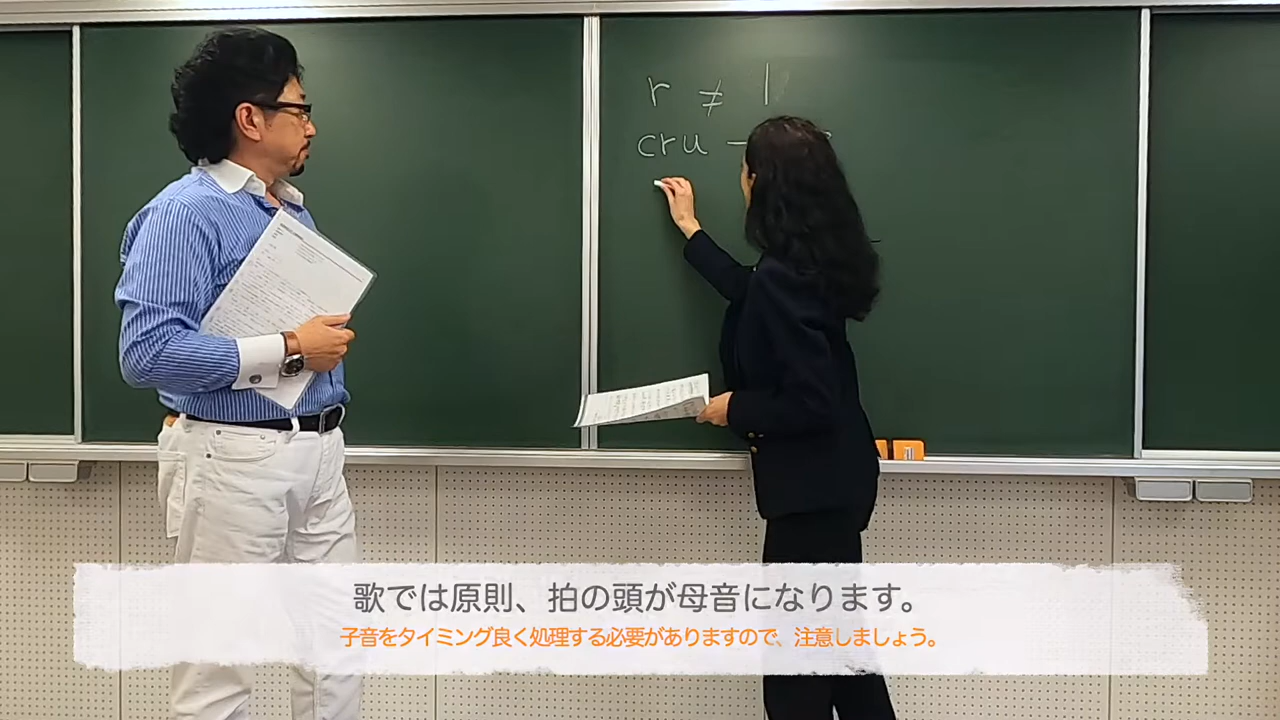 r ≠ l
cru -
歌では原則、拍の頭が母音になります。
子音をタイミング良く処理する必要がありますので、注意しましょう。